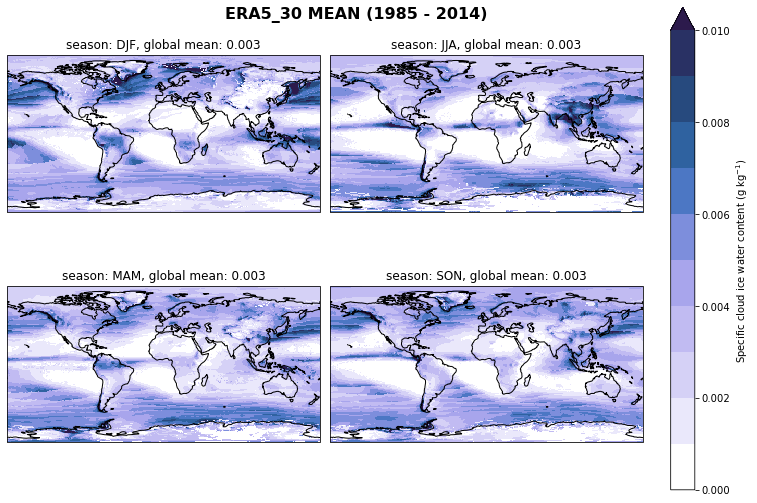 ERA5_30 MEAN (1985 - 2014)
season: DJF, global mean: 0.003
season: JJA, global mean: 0.003
season: MAM, global mean: 0.003
season: SON, global mean: 0.003
0.010
0.008
0.006
0.004
0.002
0.000
Specific cloud ice water content (g kg⁻¹)